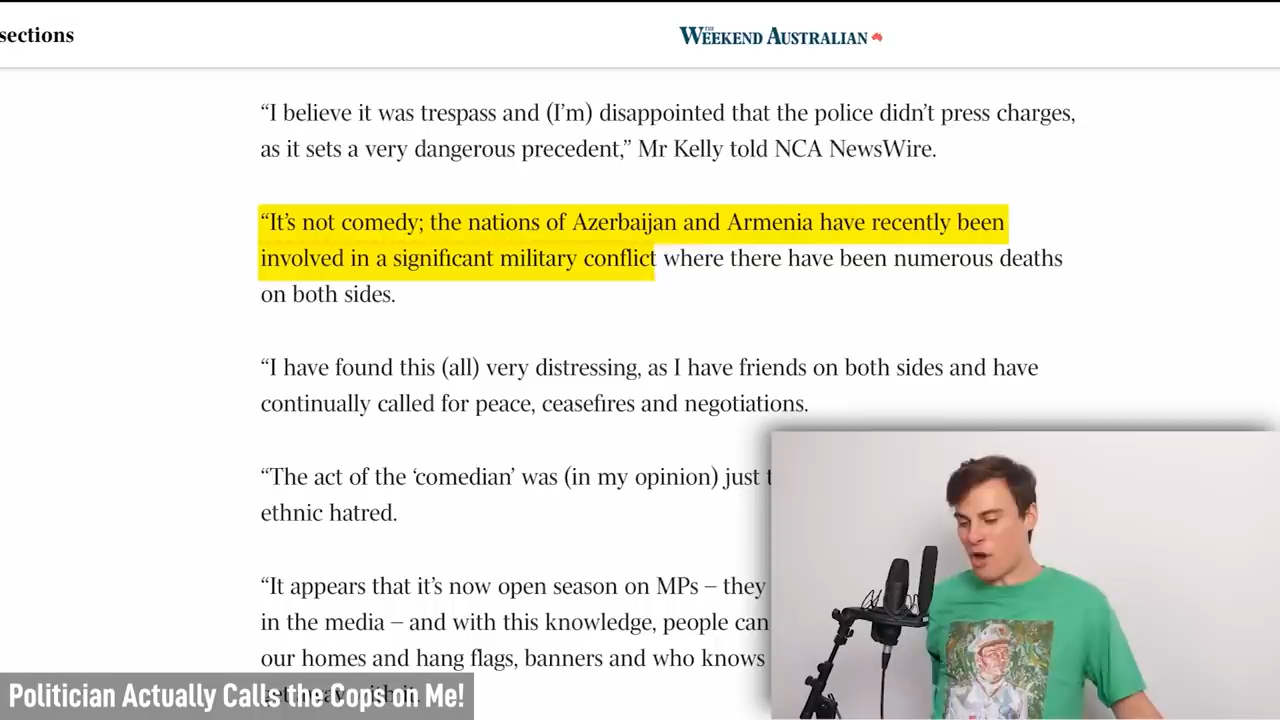 sections
THE
WEEKEND AUSTRALIAN
“I believe it was trespass and (I’m) disappointed that the police didn’t press charges,
as it sets a very dangerous precedent,” Mr Kelly told NCA NewsWire.
“It’s not comedy; the nations of Azerbaijan and Armenia have recently been
involved in a significant military conflict where there have been numerous deaths
on both sides.
“I have found this (all) very distressing, as I have friends on both sides and have
continually called for peace, ceasefires and negotiations.
“The act of the ‘comedian’ was (in my opinion) just
ethnic hatred.
“It appears that it’s now open season on MPs – they
in the media – and with this knowledge, people can
our homes and hang flags, banners and who knows
Politician Actually Calls the Cops on Me!